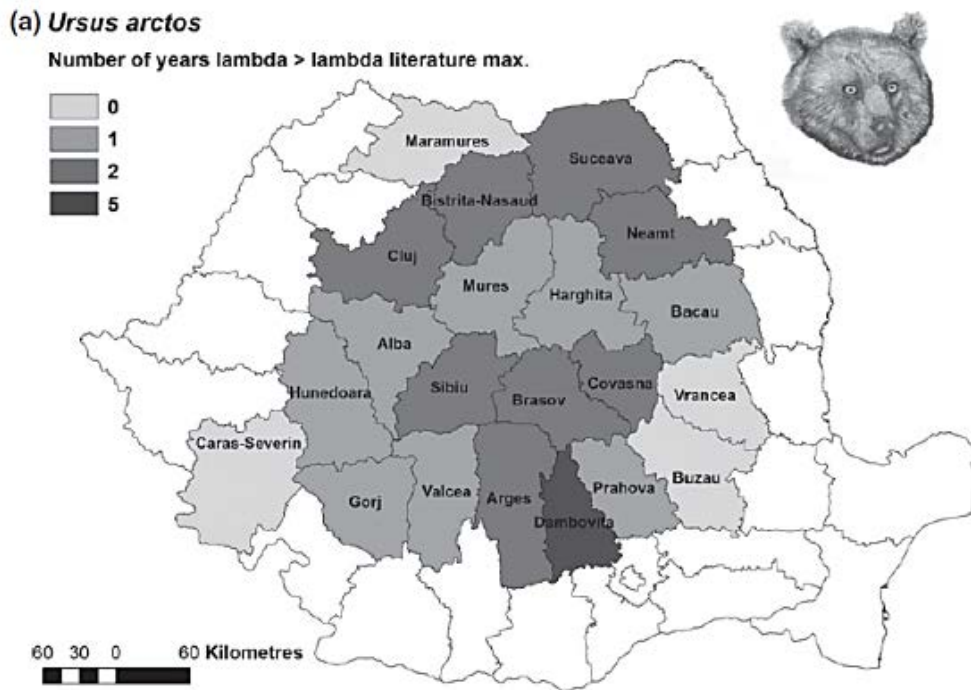 (a) Ursus arctos
Number of years lambda > lambda literature max.
0
1
2
5
Maramures
Suceava
Bistrita-Nasaud
Neamt
Cluj
Mures
Harghita
Bacau
Alba
Hunedoara
Sibiu
Brasov
Covasna
Vrancea
Caras-Severin
Gorj
Valcea
Arges
Dambovita
Prahova
Buzau
60 30 0 60 Kilometres